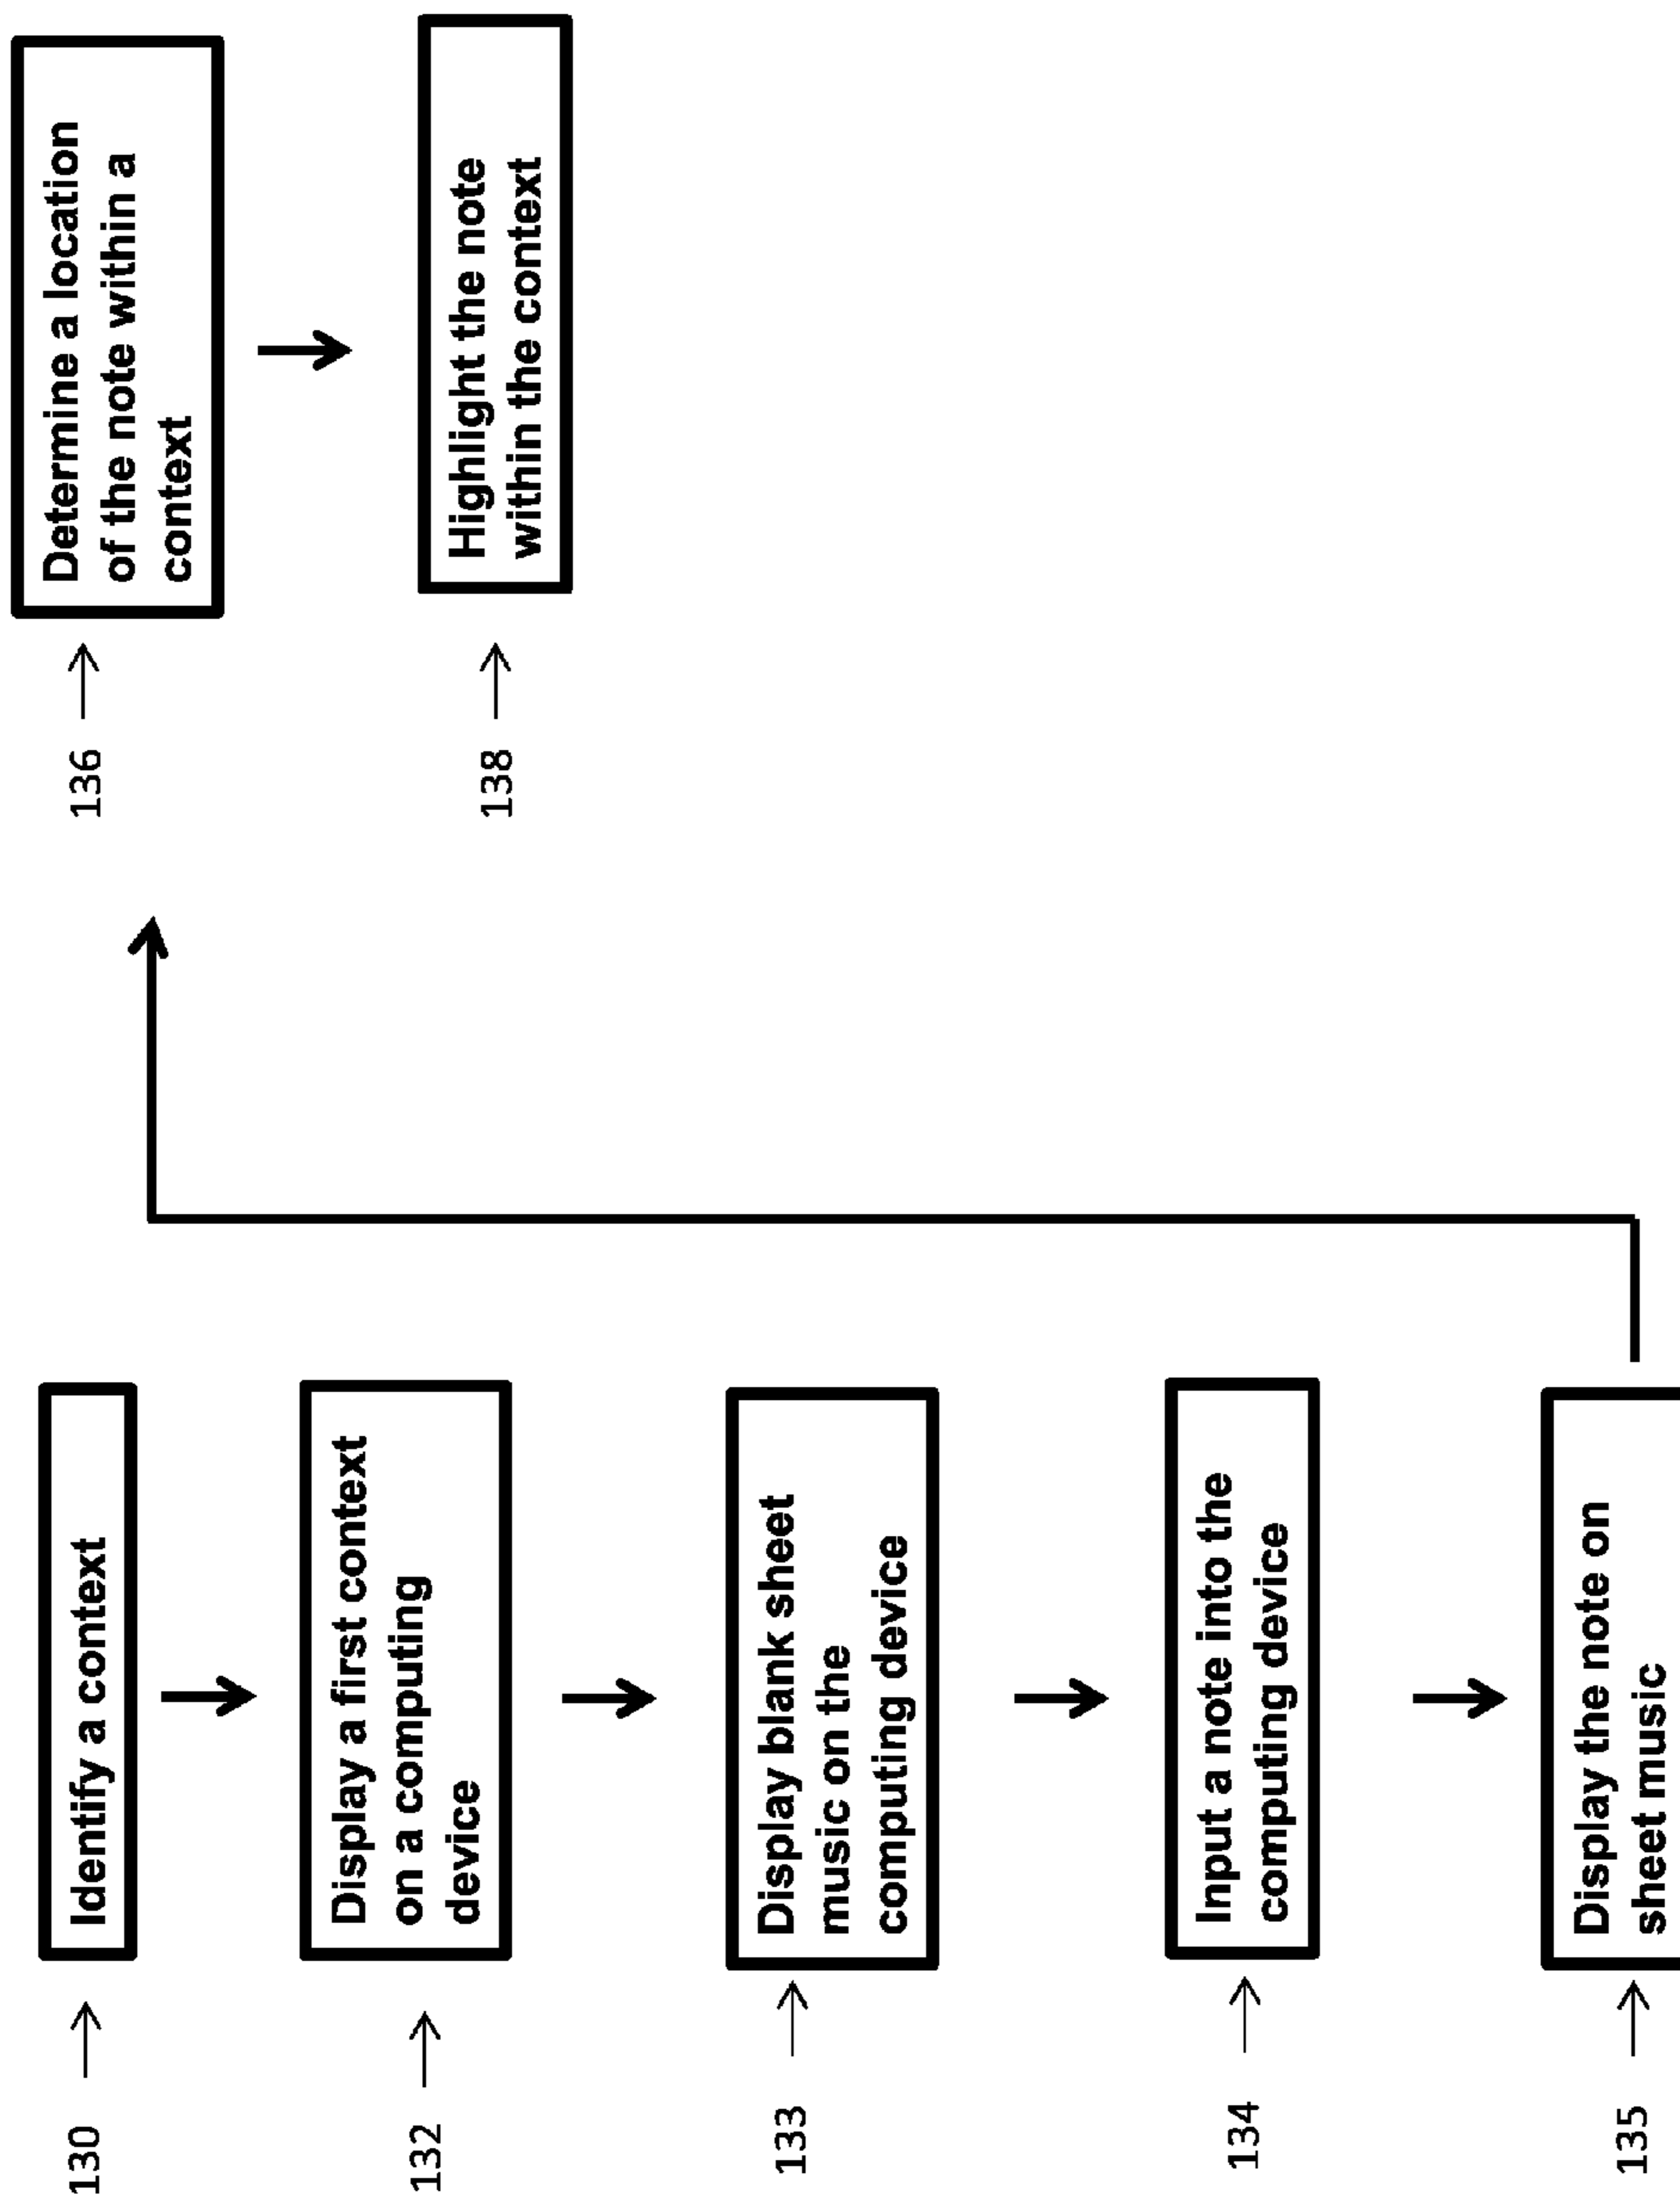 130
Identify a context
132
Display a first context
on a computing
device
133
Display blank sheet
music on the
computing device
134
Input a note into the
computing device
135
Display the note on
sheet music
136
Determine a location
of the note within a
context
138
Highlight the note
within the context